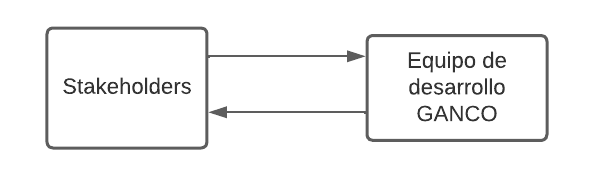 Stakeholders
Equipo de
desarrollo
GANCO